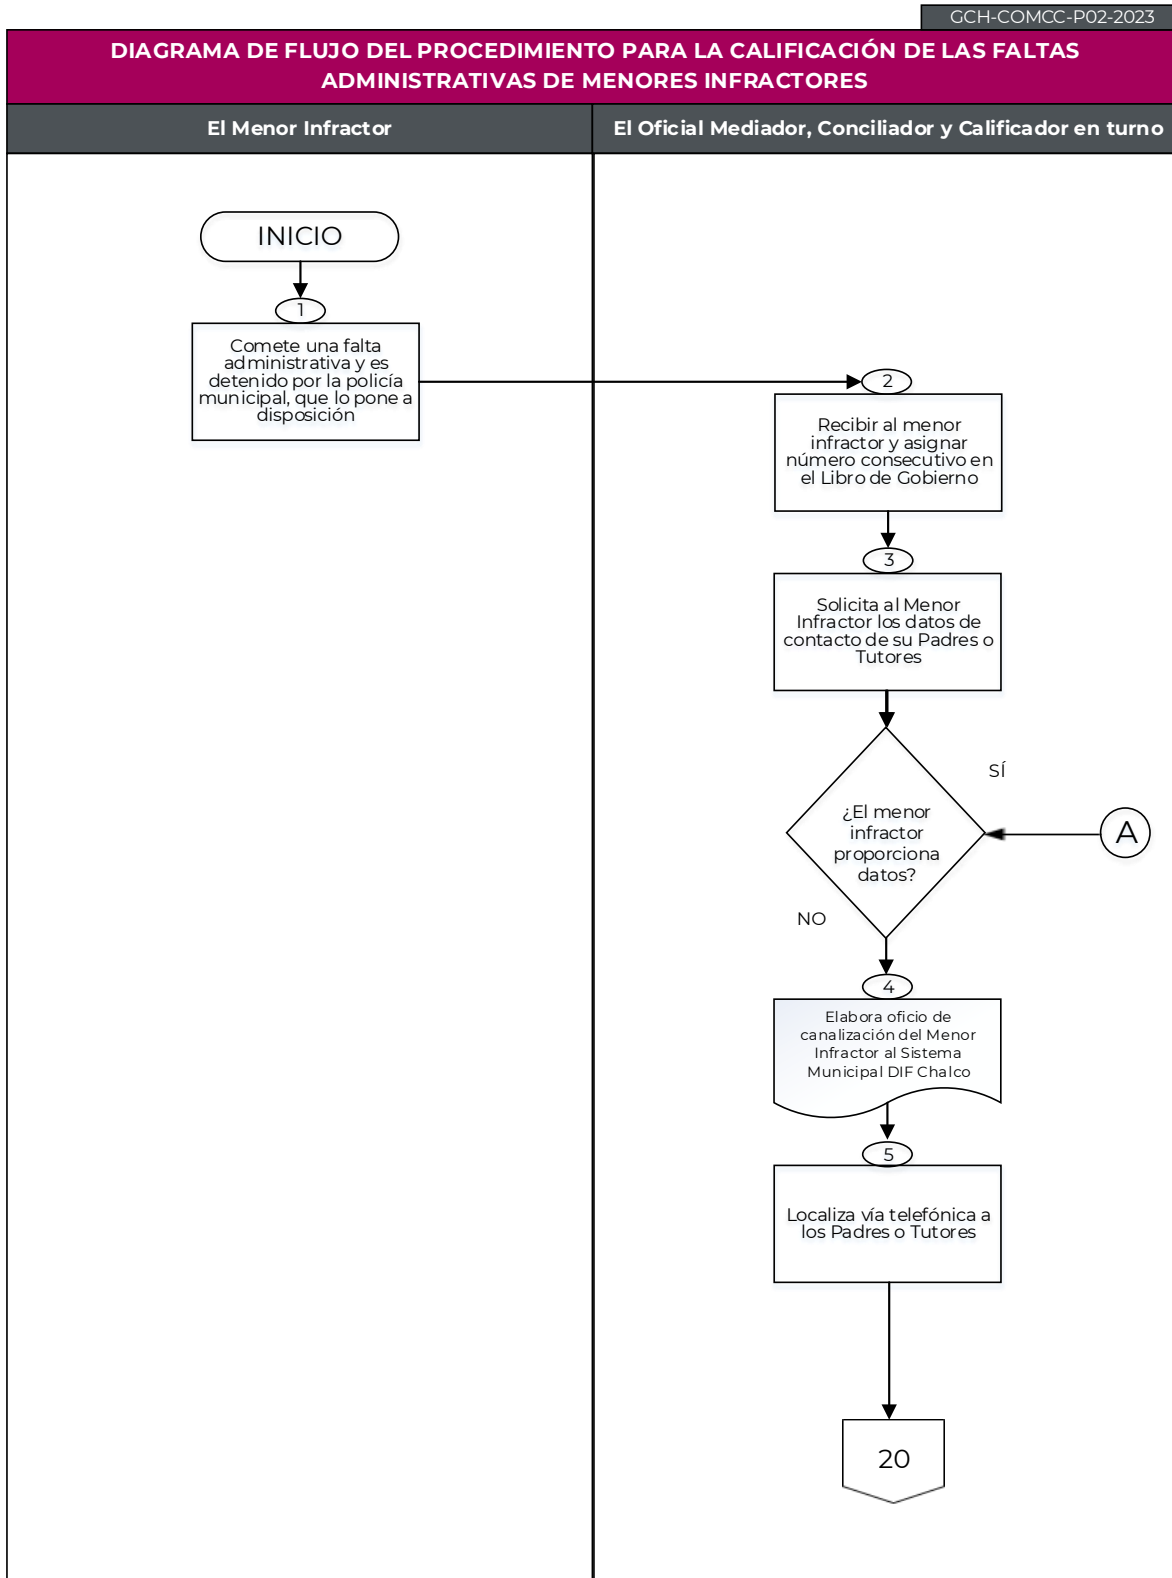 GCH-COMCC-P02-2023
DIAGRAMA DE FLUJO DEL PROCEDIMIENTO PARA LA CALIFICACIÓN DE LAS FALTAS
ADMINISTRATIVAS DE MENORES INFRACTORES
El Menor Infractor
El Oficial Mediador, Conciliador y Calificador en turno
INICIO
1
Comete una falta
administrativa y es
detenido por la policía
municipal, que lo pone a
disposición
2
Recibir al menor
infractor y asignar
número consecutivo en
el Libro de Gobierno
3
Solicita al Menor
Infractor los datos de
contacto de su Padres o
Tutores
SÍ
¿El menor
infractor
proporciona
datos?
A
NO
4
Elabora oficio de
canalización del Menor
Infractor al Sistema
Municipal DIF Chalco
5
Localiza vía telefónica a
los Padres o Tutores
20